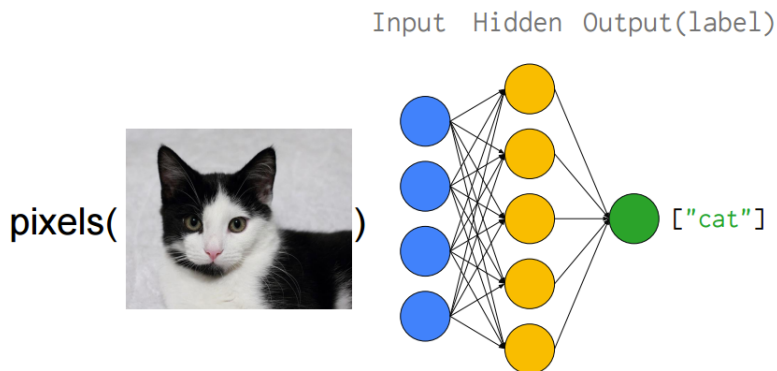 Input Hidden Output(label)
pixels( ) ["cat"]